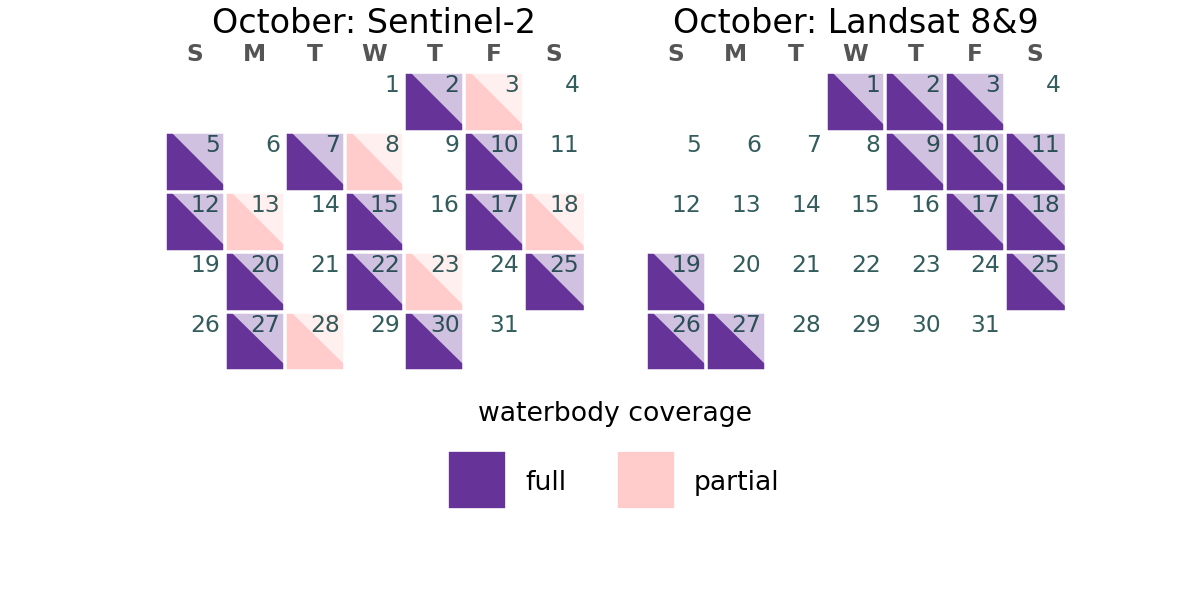 October: Sentinel-2
S M T W T F S
1 2 3 4
5 6 7 8 9 10 11
12 13 14 15 16 17 18
19 20 21 22 23 24 25
26 27 28 29 30 31
October: Landsat 8&9
S M T W T F S
1 2 3 4
5 6 7 8 9 10 11
12 13 14 15 16 17 18
19 20 21 22 23 24 25
26 27 28 29 30 31
waterbody coverage
full partial